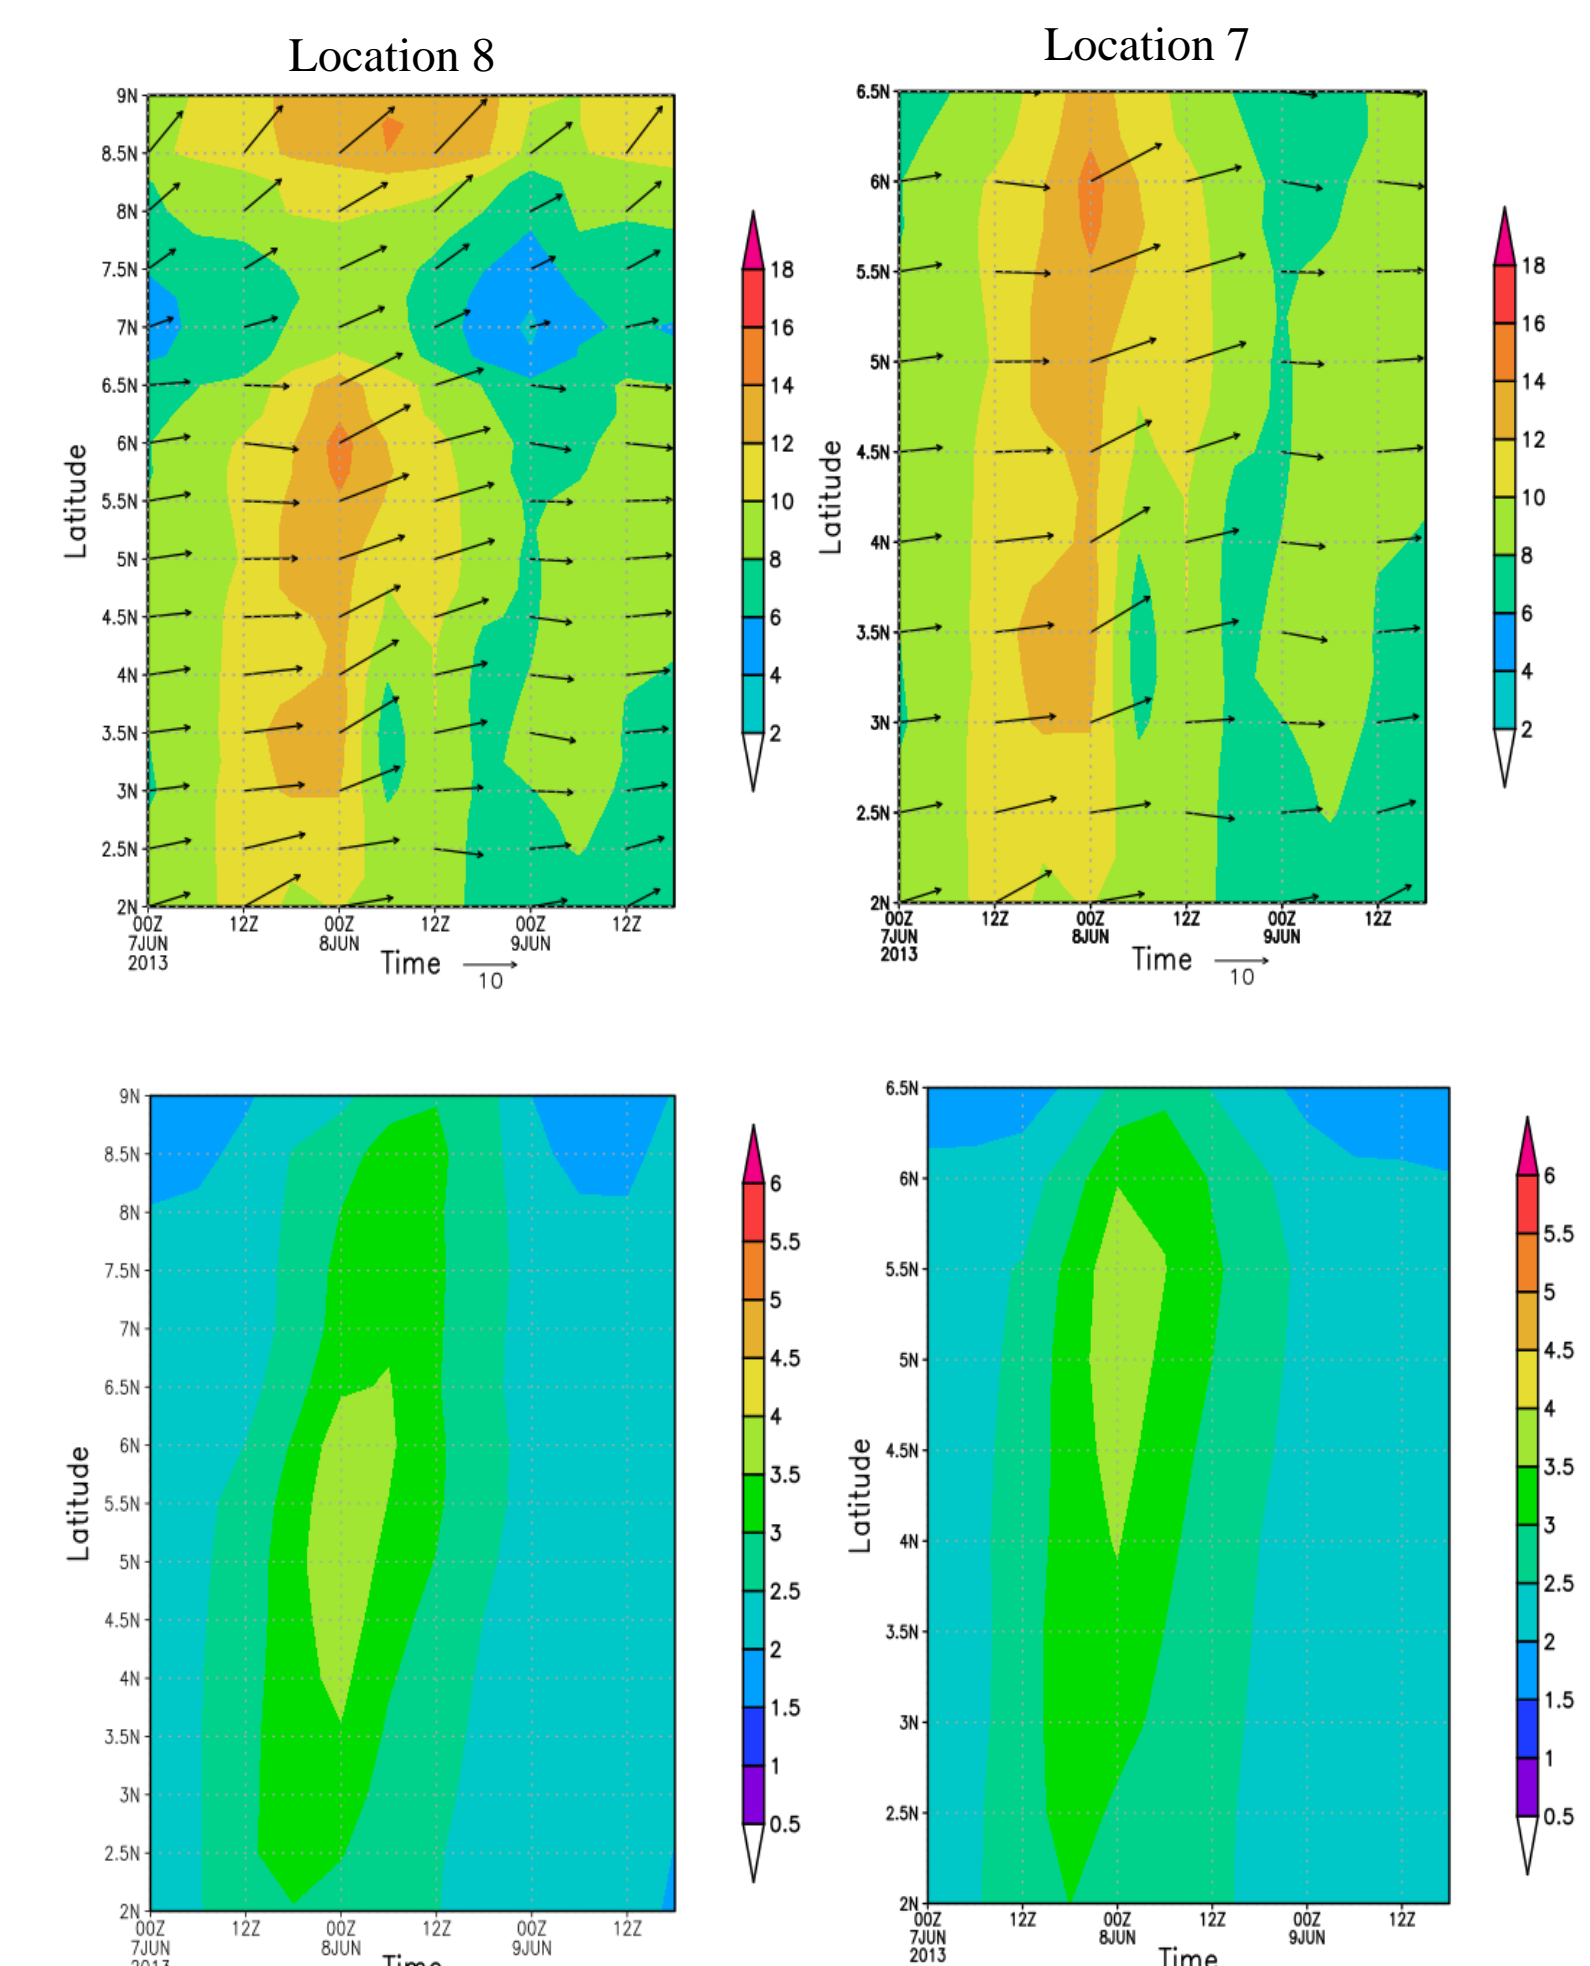 Location 8
Location 7
9N
8.5N
8N
7.5N
7N
6.5N
6N
5.5N
5N
4.5N
4N
3.5N
3N
2.5N
2N
Latitude
00Z 12Z 00Z 12Z 00Z 12Z
7JUN 8JUN 9JUN
2013
Time
10
18
16
14
12
10
8
6
4
2
6.5N
6N
5.5N
5N
4.5N
4N
3.5N
3N
2.5N
2N
Latitude
00Z 12Z 00Z 12Z 00Z 12Z
7JUN 8JUN 9JUN
2013
Time
10
18
16
14
12
10
8
6
4
2
9N
8.5N
8N
7.5N
7N
6.5N
6N
5.5N
5N
4.5N
4N
3.5N
3N
2.5N
2N
Latitude
00Z 12Z 00Z 12Z 00Z 12Z
7JUN 8JUN 9JUN
2013
Time
6
5.5
5
4.5
4
3.5
3
2.5
2
1.5
1
0.5
6.5N
6N
5.5N
5N
4.5N
4N
3.5N
3N
2.5N
2N
Latitude
00Z 12Z 00Z 12Z 00Z 12Z
7JUN 8JUN 9JUN
2013
Time
6
5.5
5
4.5
4
3.5
3
2.5
2
1.5
1
0.5